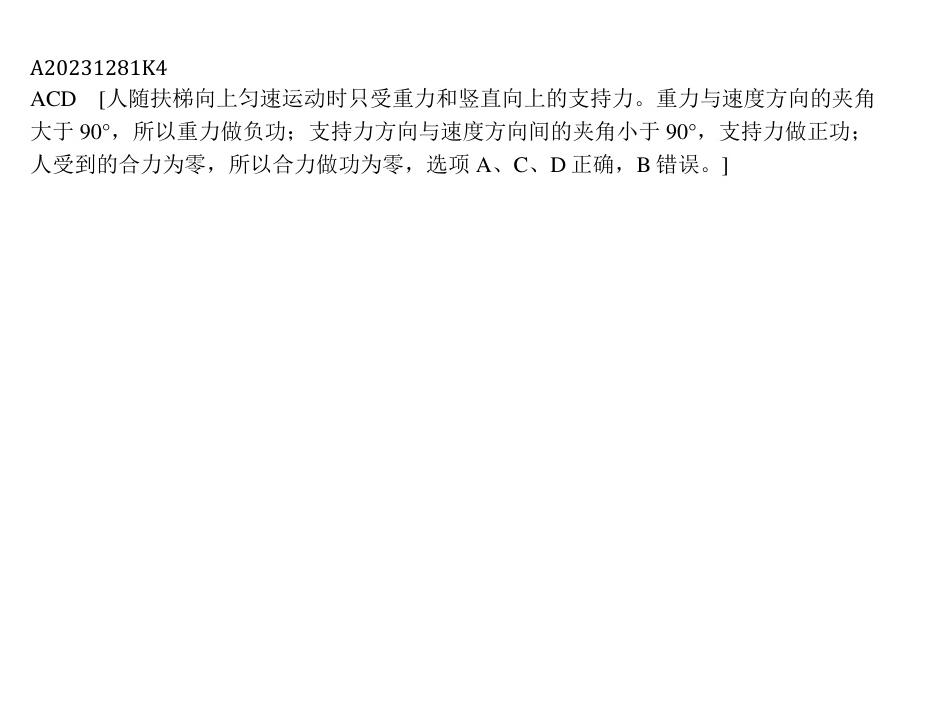 A20231281K4
ACD [人随扶梯向上匀速运动时只受重力和竖直向上的支持力。重力与速度方向的夹角
大于 90°，所以重力做负功；支持力方向与速度方向间的夹角小于 90°，支持力做正功；
人受到的合力为零，所以合力做功为零，选项 A、C、D 正确，B 错误。]